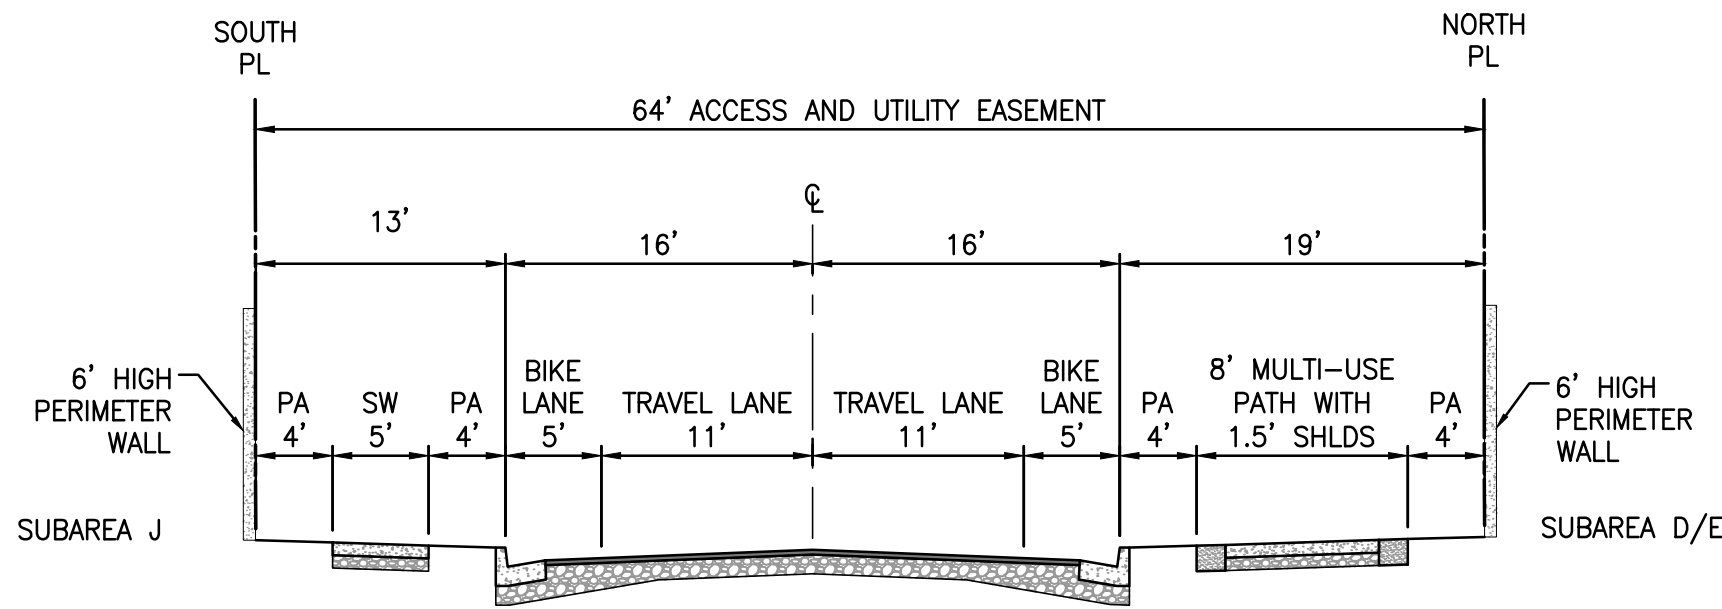 SOUTH
PL
NORTH
PL
64' ACCESS AND UTILITY EASEMENT
℄
13'
16'
16'
19'
6' HIGH
PERIMETER
WALL
PA
4'
SW
5'
PA
4'
BIKE
LANE
5'
TRAVEL LANE
11'
TRAVEL LANE
11'
BIKE
LANE
5'
PA
4'
8' MULTI-USE
PATH WITH
1.5' SHLDS
PA
4'
6' HIGH
PERIMETER
WALL
SUBAREA J
SUBAREA D/E